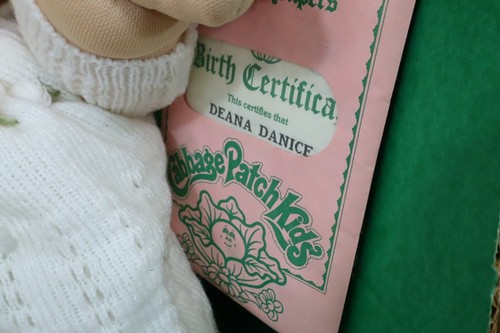 Birth Certifica
This certifies that
DEANA DANICE
Cabbage Patch Kids